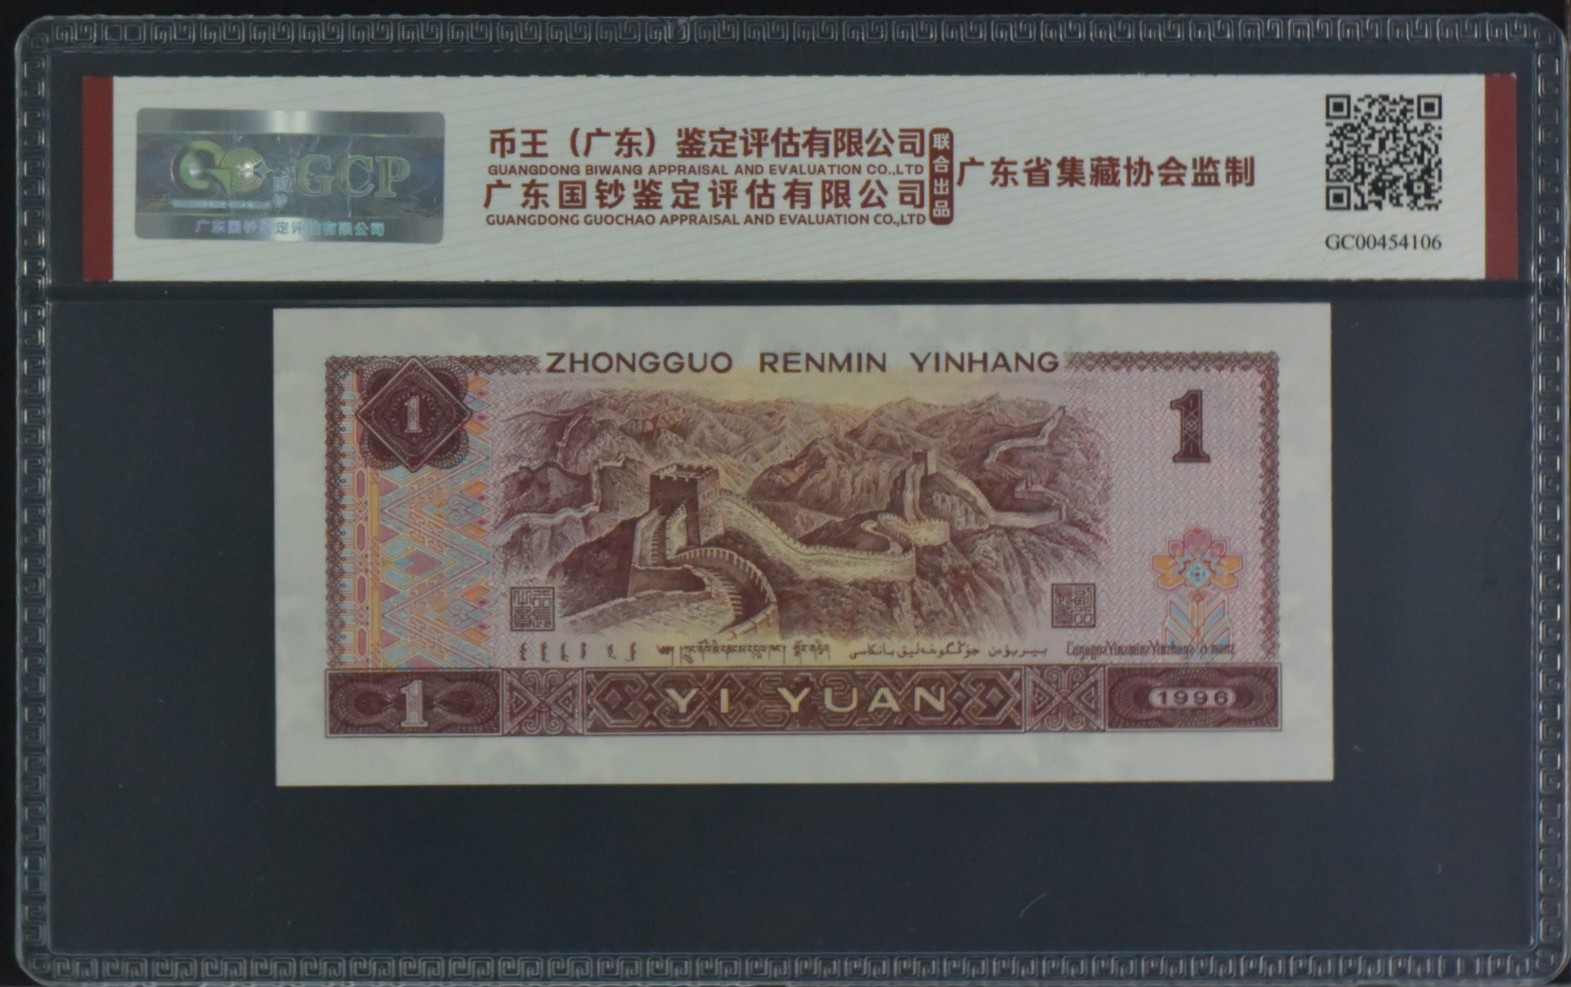 GCP
广东国钞鉴定评估有限公司
币王（广东）鉴定评估有限公司
GUANGDONG BIWANG APPRAISAL AND EVALUATION CO.,LTD
广东国钞鉴定评估有限公司
GUANGDONG GUOCHAO APPRAISAL AND EVALUATION CO.,LTD
联合出品
广东省集藏协会监制
GC00454106
ZHONGGUO RENMIN YINHANG
1
1
1 YI YUAN 1996